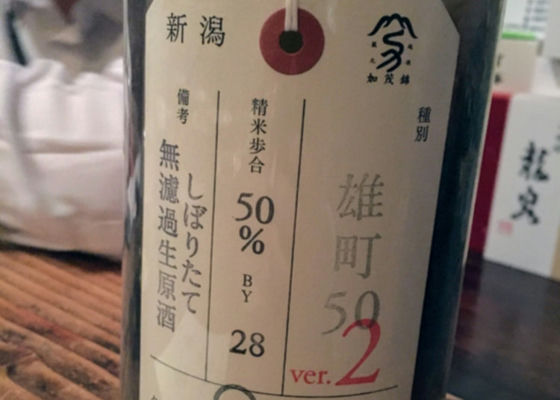 新潟
加茂錦
種別
雄町
50
ver.2
精米歩合
50
%
BY
28
備考
しぼりたて
無濾過生原酒